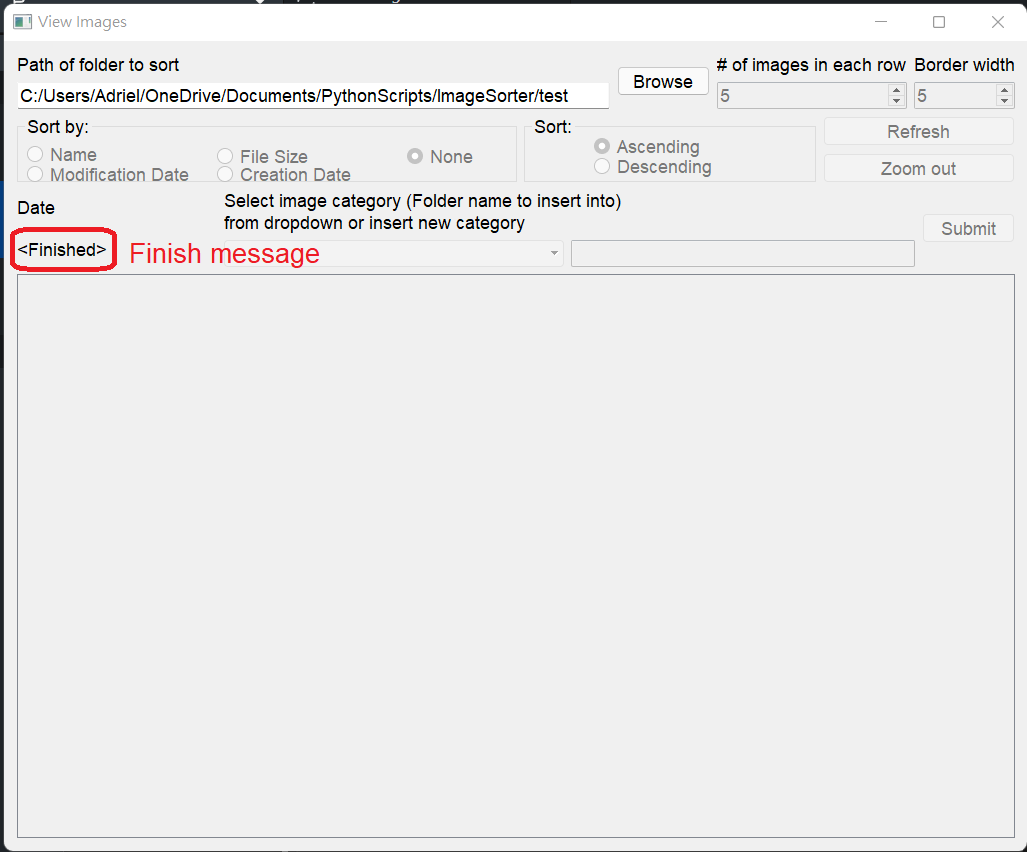 View Images
Path of folder to sort
# of images in each row
Border width
C:/Users/Adriel/OneDrive/Documents/PythonScripts/ImageSorter/test
Browse
5
5
Sort by:
Sort:
Refresh
Name
File Size
None
Ascending
Modification Date
Creation Date
Descending
Zoom out
Date
Select image category (Folder name to insert into)
from dropdown or insert new category
Submit
<Finished>
Finish message